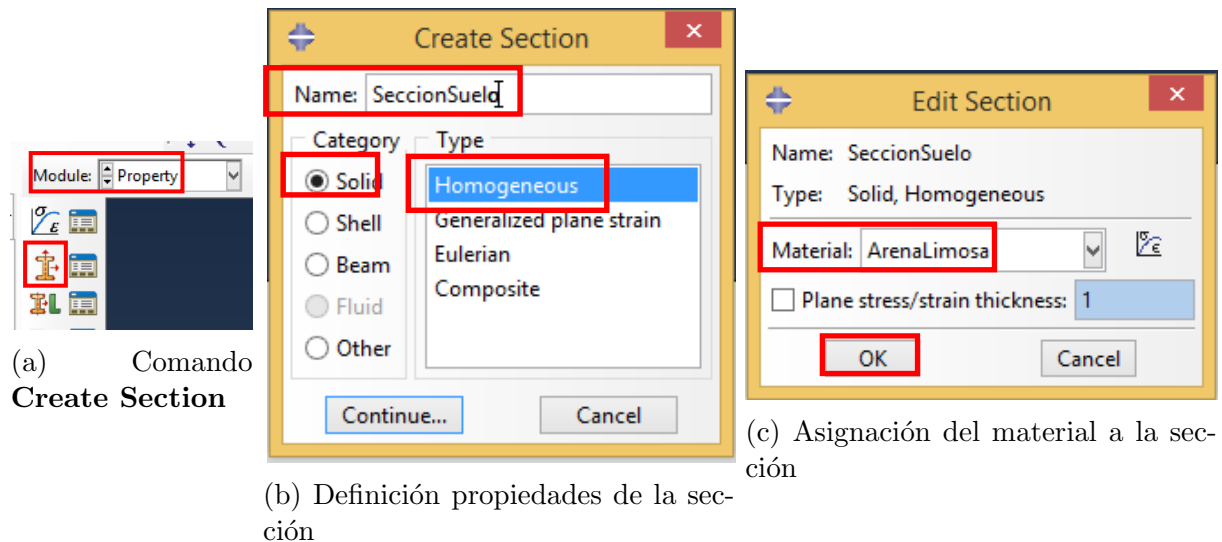 Module: Property
σ
ε
(a) Comando
Create Section
Create Section
Name: SeccionSuelo
Category
Type
Solid
Shell
Beam
Fluid
Other
Homogeneous
Generalized plane strain
Eulerian
Composite
Continue...
Cancel
(b) Definición propiedades de la sec-
ción
Edit Section
Name: SeccionSuelo
Type: Solid, Homogeneous
Material: ArenaLimosa
σ
ε
Plane stress/strain thickness: 1
OK
Cancel
(c) Asignación del material a la sec-
ción